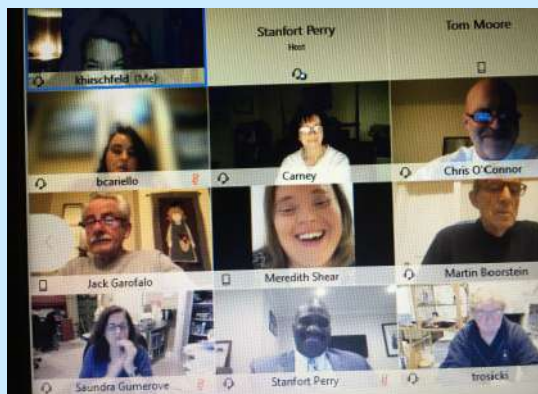 khirschfeld (Me)
Stanfort Perry
Host
Tom Moore
bcariello
Carney
Chris O'Connor
Jack Garofalo
Meredith Shear
Martin Boorstein
Saundra Gumerove
Stanfort Perry
trosicki